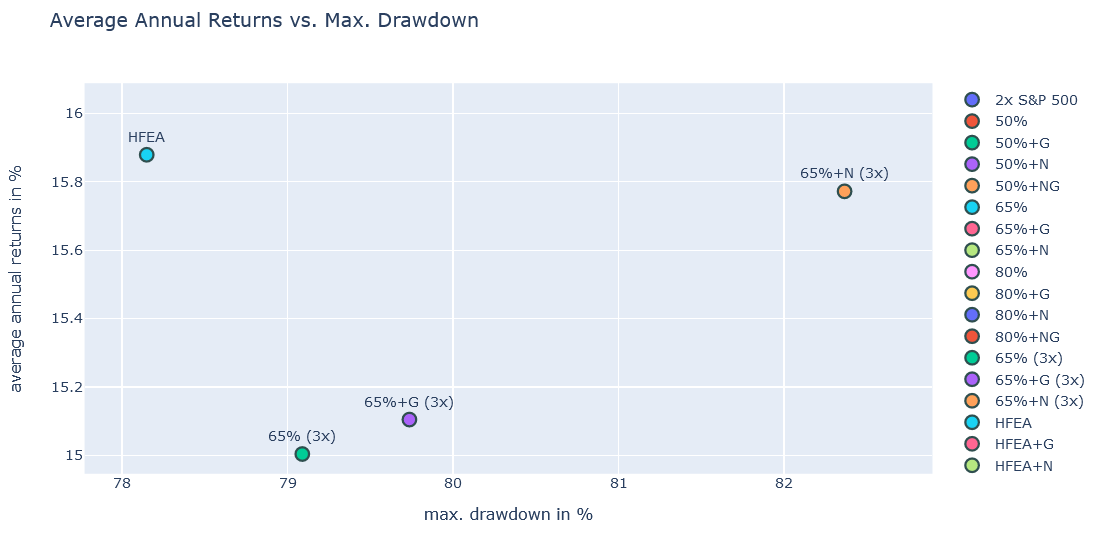 Average Annual Returns vs. Max. Drawdown
average annual returns in %
16
15.8
15.6
15.4
15.2
15
HFEA
65%+N (3x)
65%+G (3x)
65% (3x)
78
79
80
81
82
max. drawdown in %
2x S&P 500
50%
50%+G
50%+N
50%+NG
65%
65%+G
65%+N
80%
80%+G
80%+N
80%+NG
65% (3x)
65%+G (3x)
65%+N (3x)
HFEA
HFEA+G
HFEA+N